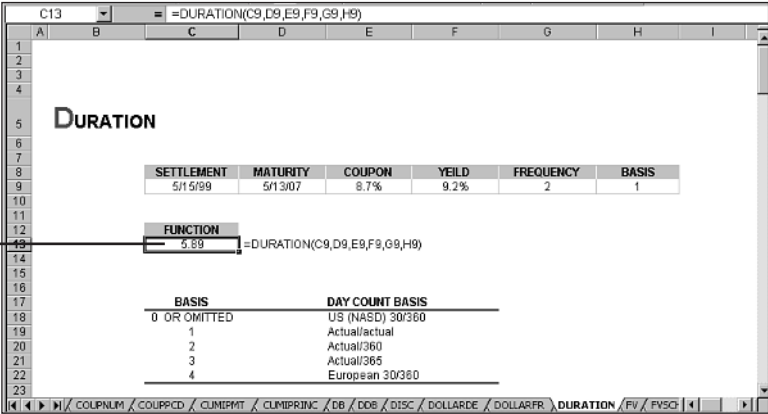 C13 = =DURATION(C9,D9,E9,F9,G9,H9)
A B C D E F G H I
1
2
3
4
5 DURATION
6
7
8 SETTLEMENT MATURITY COUPON YEILD FREQUENCY BASIS
9 5/15/99 5/13/07 8.7% 9.2% 2 1
10
11
12 FUNCTION
13 5.89 =DURATION(C9,D9,E9,F9,G9,H9)
14
15
16
17 BASIS DAY COUNT BASIS
18 0 OR OMITTED US (NASD) 30/360
19 1 Actual/actual
20 2 Actual/360
21 3 Actual/365
22 4 European 30/360
23
COUPNUM COUPPCD CUMIPMT CUMIPRINC DB DDB DISC DOLLARDE DOLLARFR DURATION FV FVSCH